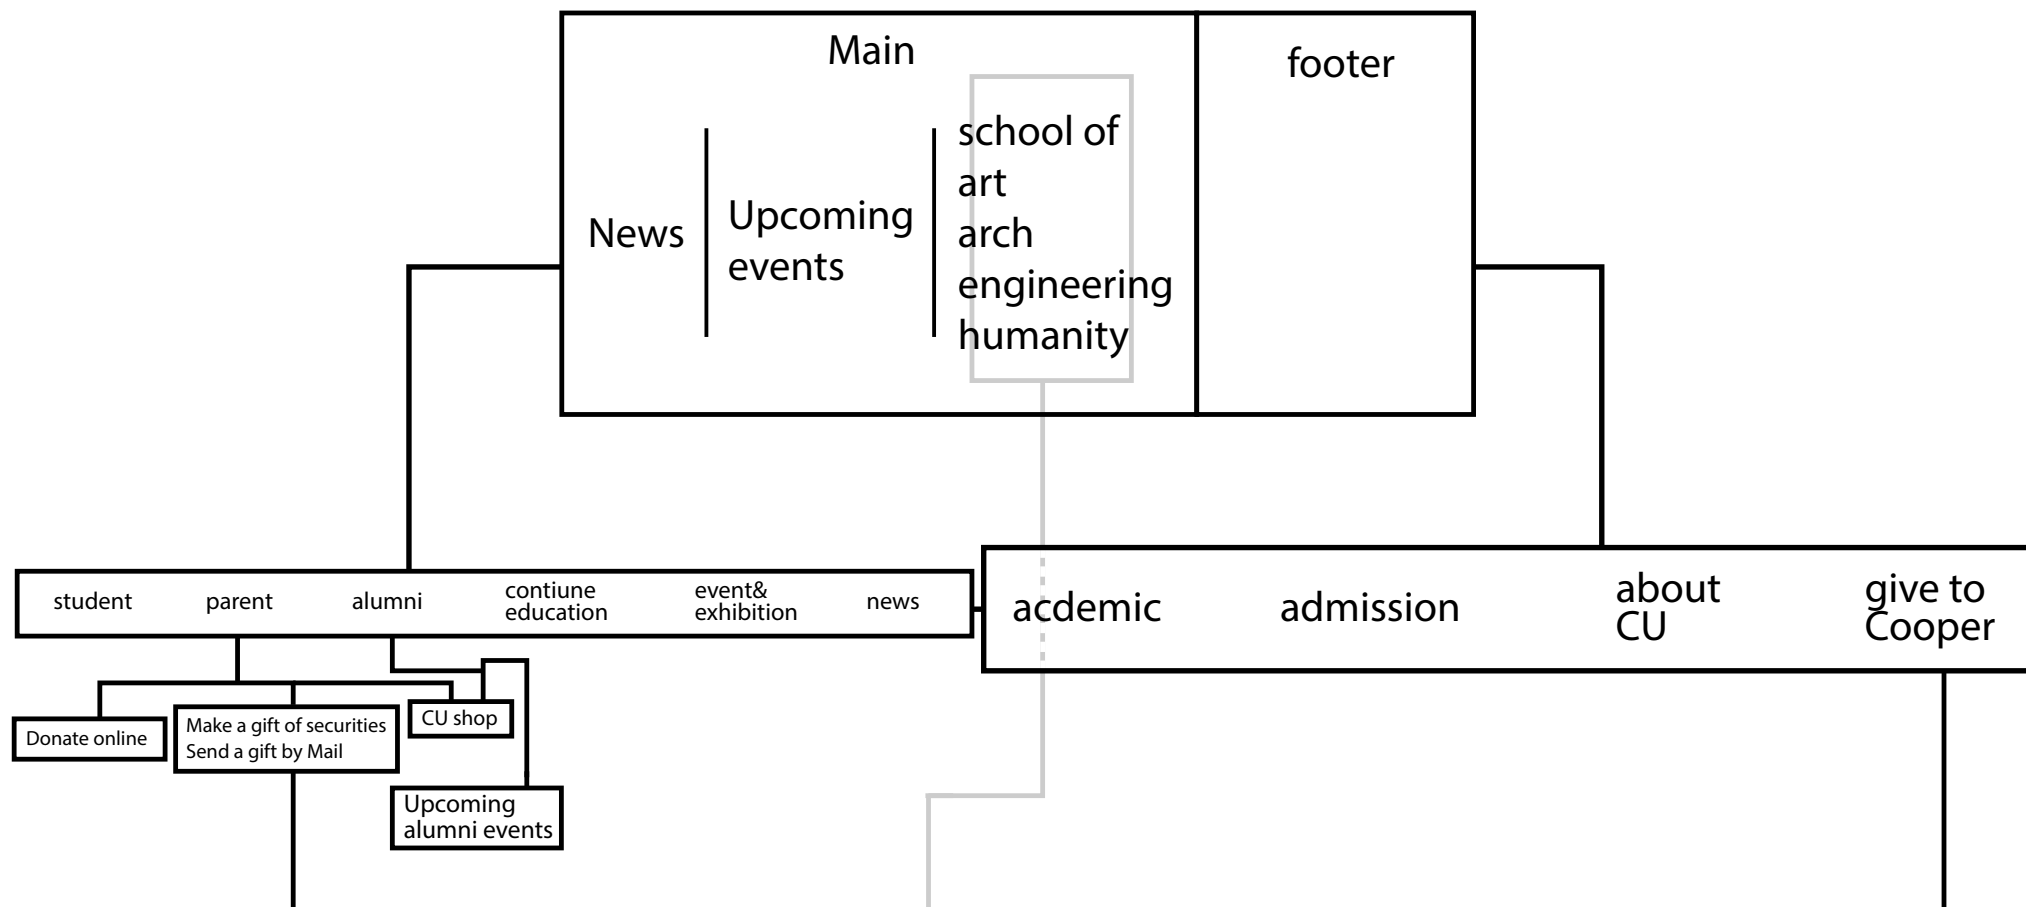 Main
footer
News
Upcoming
events
school of
art
arch
engineering
humanity
student
parent
alumni
contiune
education
event&
exhibition
news
acdemic
admission
about
CU
give to
Cooper
Donate online
Make a gift of securities
Send a gift by Mail
CU shop
Upcoming
alumni events